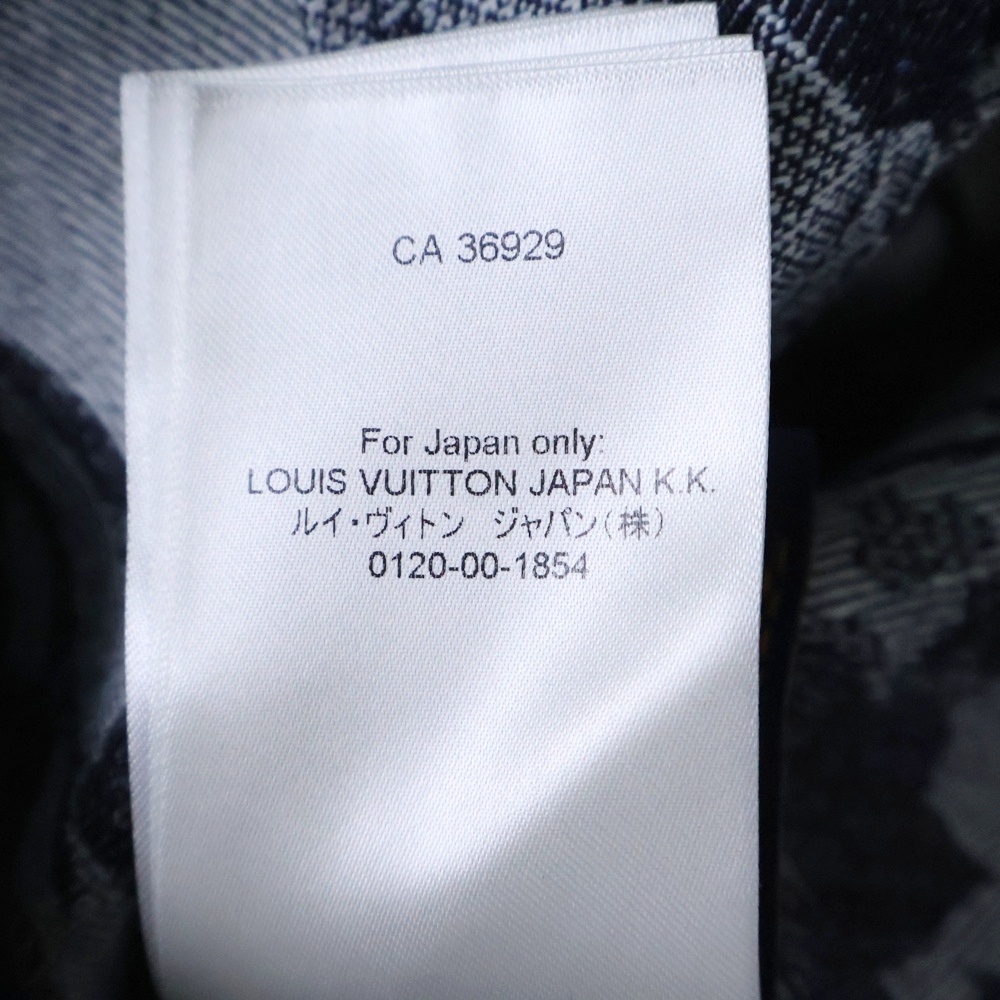 CA 36929
For Japan only:
LOUIS VUITTON JAPAN K.K.
ルイ・ヴィトン　ジャパン(株)
0120-00-1854